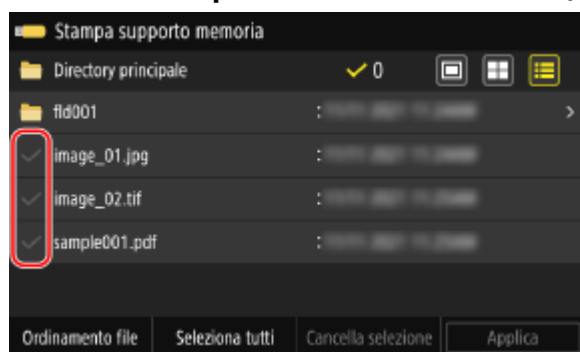 Stampa supporto memoria
Directory principale 0
fld001 :
image_01.jpg :
image_02.tif :
sample001.pdf :
Ordinamento file Seleziona tutti Cancella selezione Applica